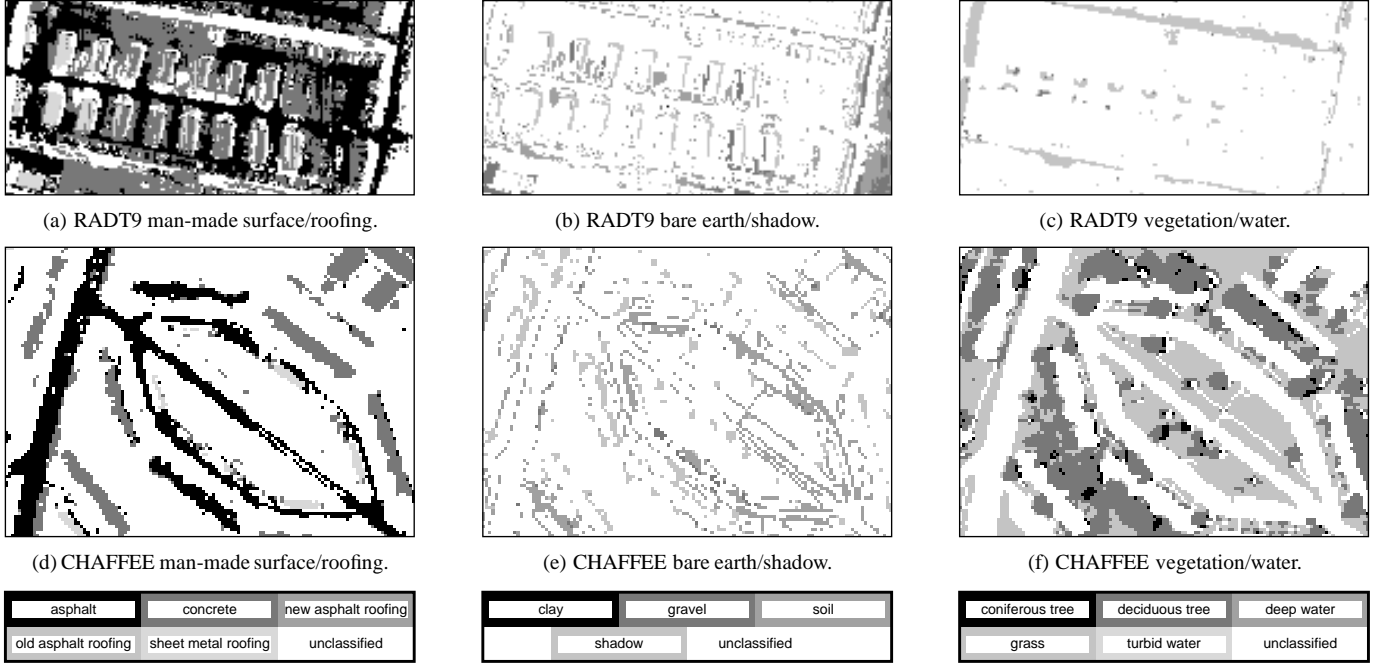 (a) RADT9 man-made surface/roofing.
(b) RADT9 bare earth/shadow.
(c) RADT9 vegetation/water.
(d) CHAFFEE man-made surface/roofing.
(e) CHAFFEE bare earth/shadow.
(f) CHAFFEE vegetation/water.
asphalt concrete new asphalt roofing
old asphalt roofing sheet metal roofing unclassified
clay gravel soil
shadow unclassified
coniferous tree deciduous tree deep water
grass turbid water unclassified